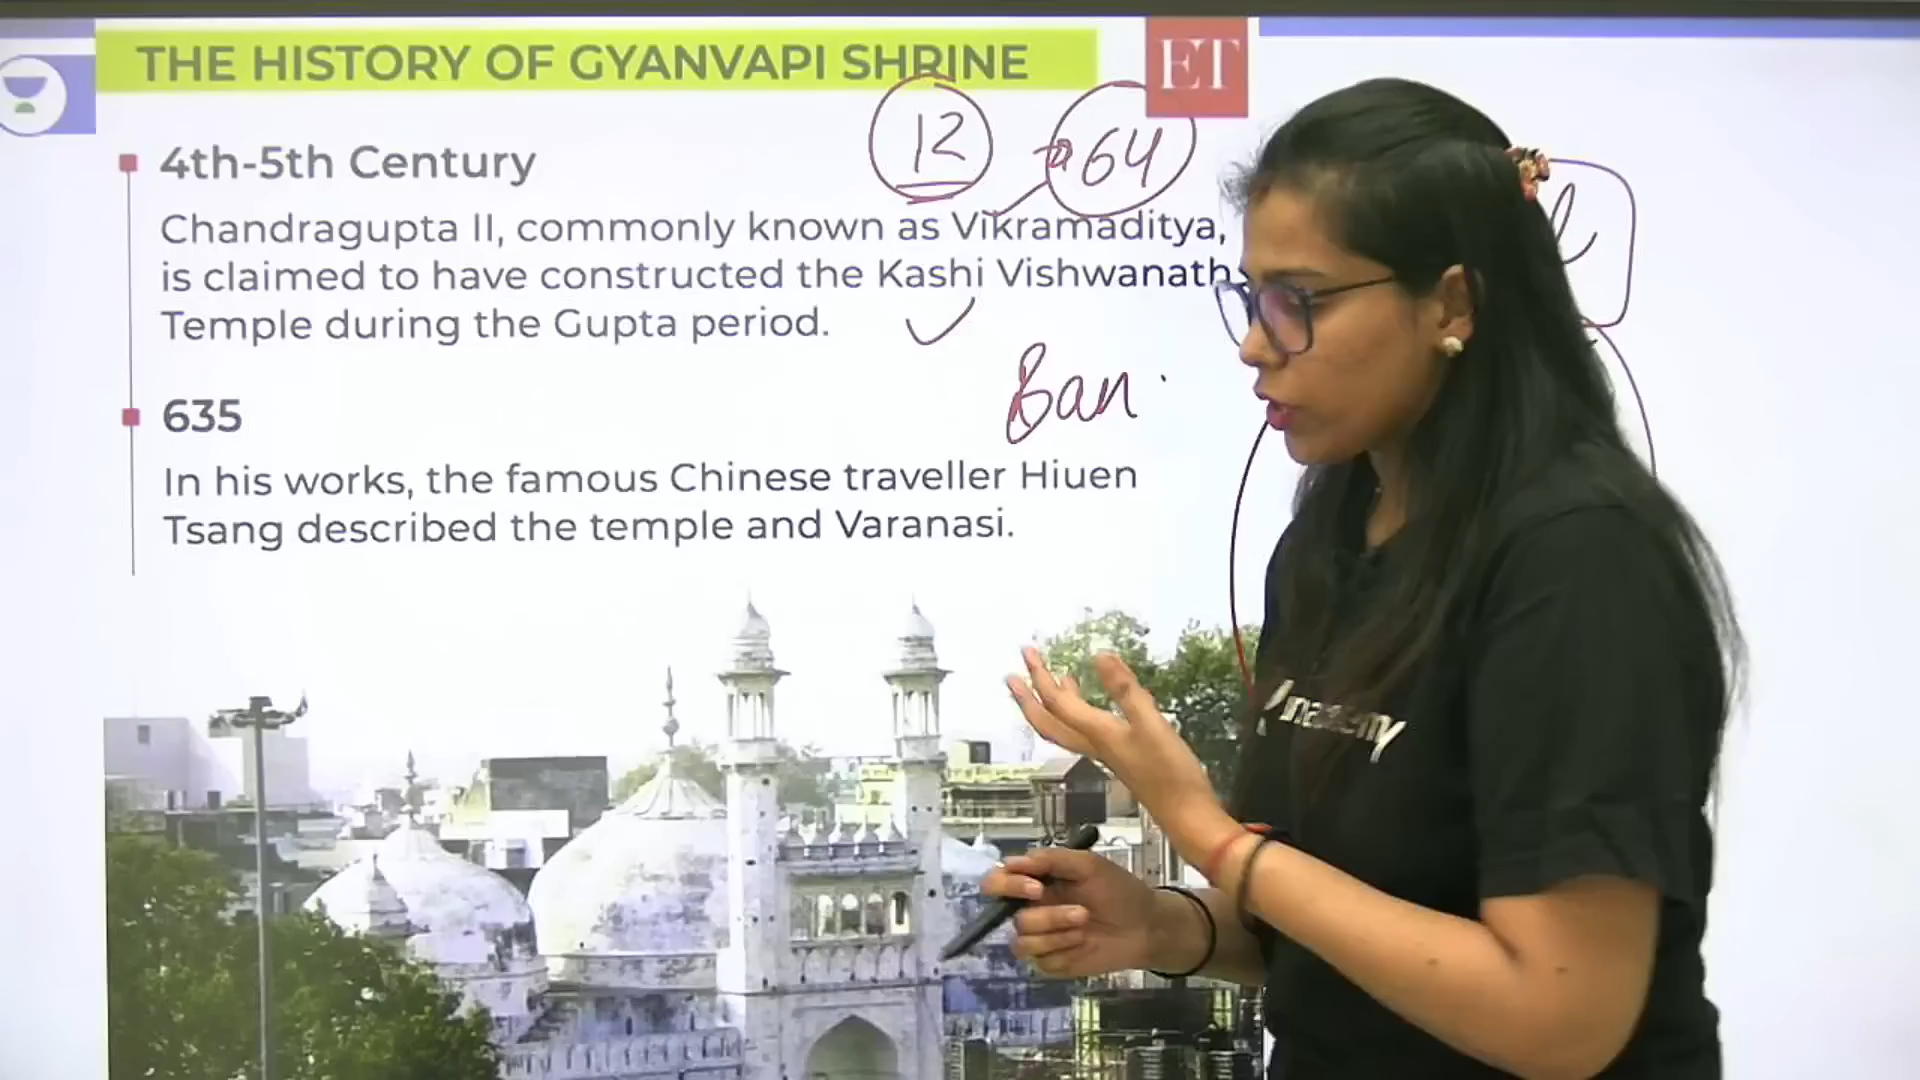 THE HISTORY OF GYANVAPI SHRINE
ET
12
64
4th-5th Century
Chandragupta II, commonly known as Vikramaditya,
is claimed to have constructed the Kashi Vishwanath
Temple during the Gupta period.
Ban
635
In his works, the famous Chinese traveller Hiuen
Tsang described the temple and Varanasi.
unacademy